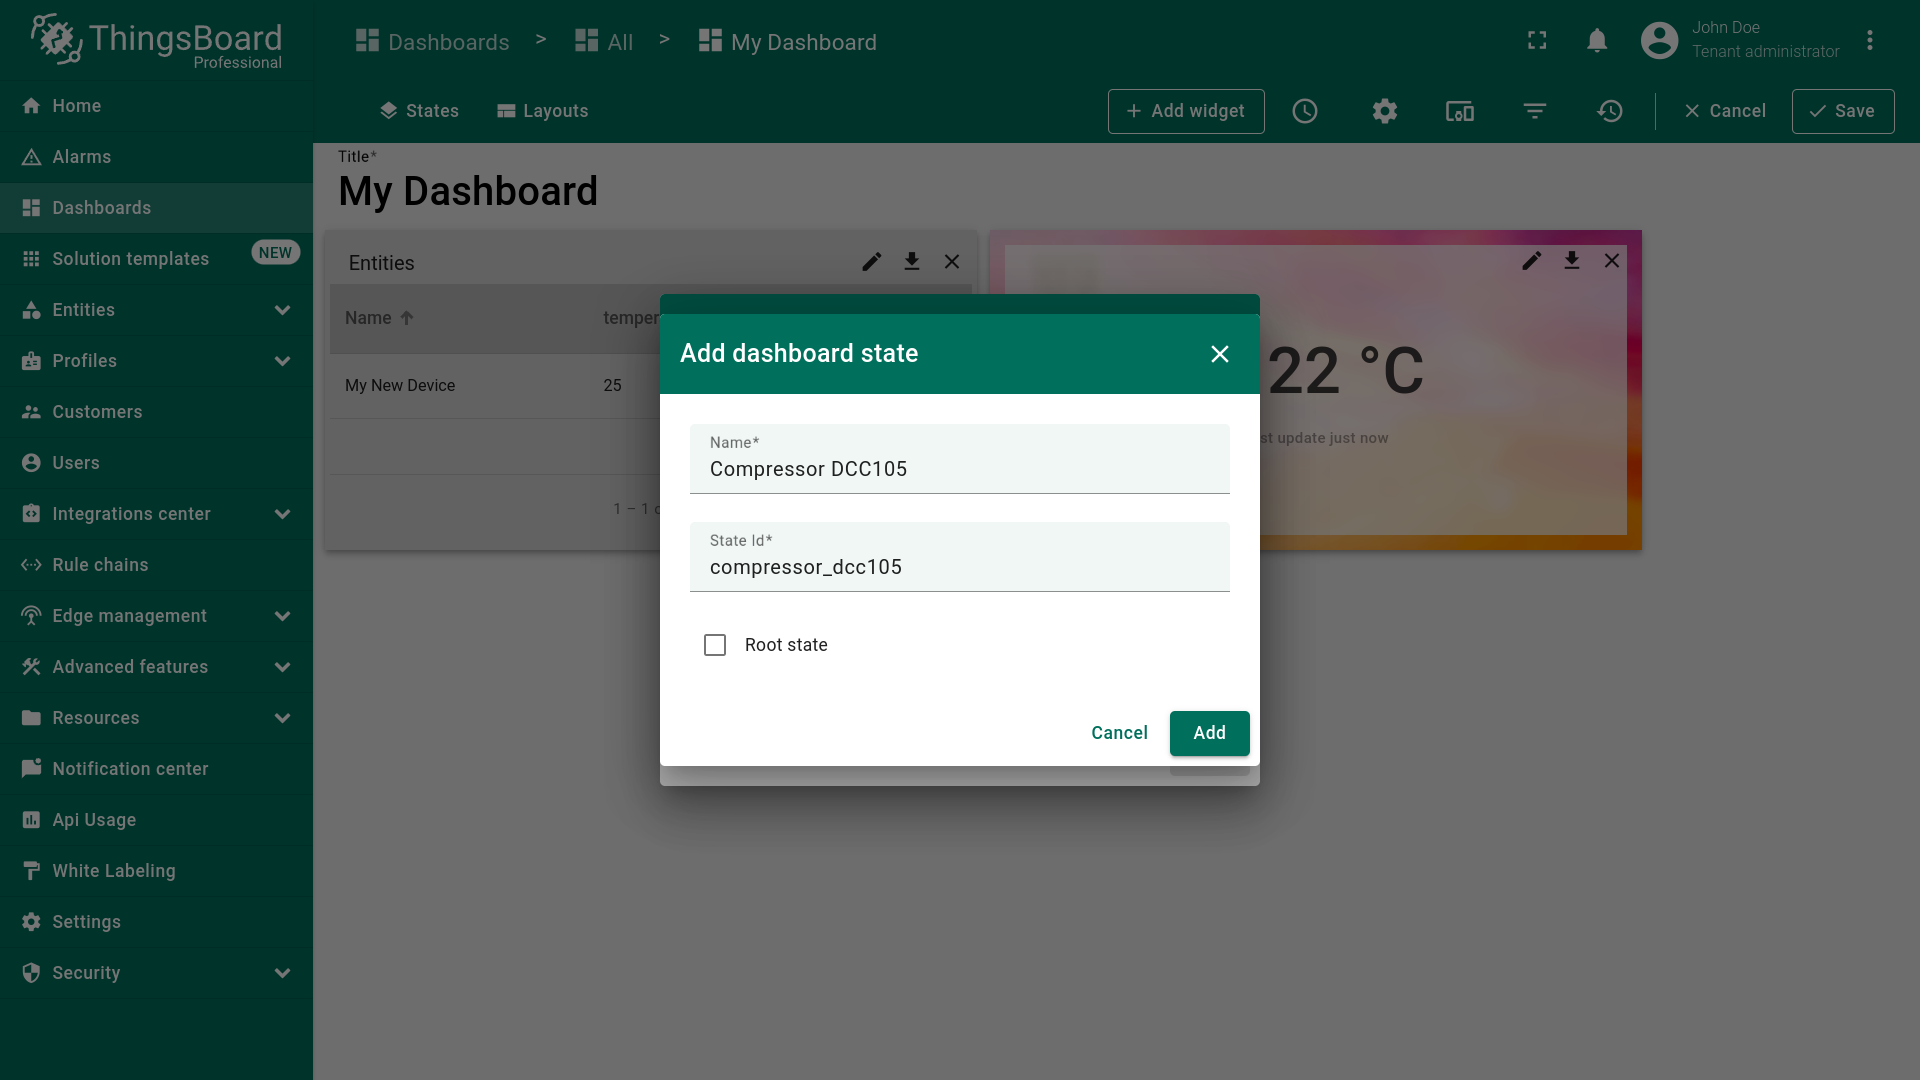 ThingsBoard
Professional
Dashboards > All > My Dashboard
John Doe
Tenant administrator
States Layouts
Add widget Cancel Save
Home
Alarms
Dashboards
Solution templates NEW
Entities
Profiles
Customers
Users
Integrations center
Rule chains
Edge management
Advanced features
Resources
Notification center
Api Usage
White Labeling
Settings
Security
Title*
My Dashboard
Entities
Name
My New Device 25
1 – 1
22 °C
update just now
Add dashboard state
Name*
Compressor DCC105
State Id*
compressor_dcc105
Root state
Cancel Add